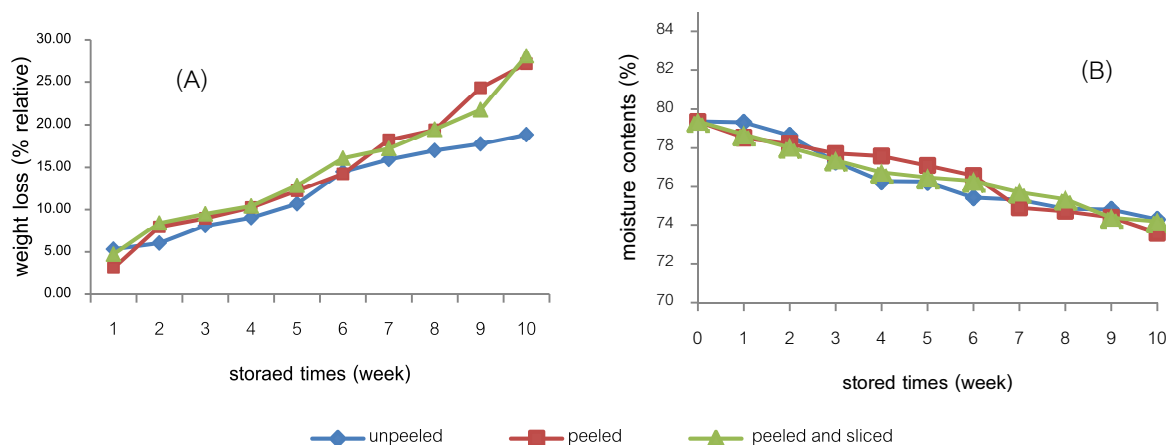 30.00
25.00
20.00
15.00
10.00
5.00
0.00
weight loss (% relative)
(A)
1 2 3 4 5 6 7 8 9 10
storaed times (week)
84
82
80
78
76
74
72
70
moisture contents (%)
(B)
0 1 2 3 4 5 6 7 8 9 10
stored times (week)
unpeeled peeled peeled and sliced